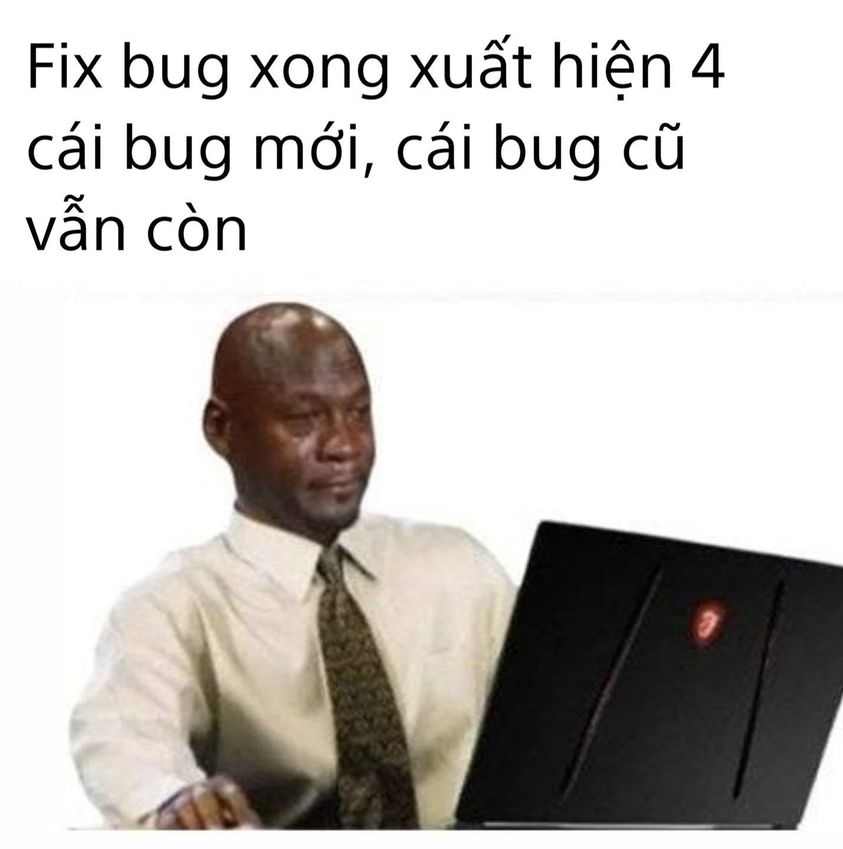 Fix bug xong xuất hiện 4
cái bug mới, cái bug cũ
vẫn còn